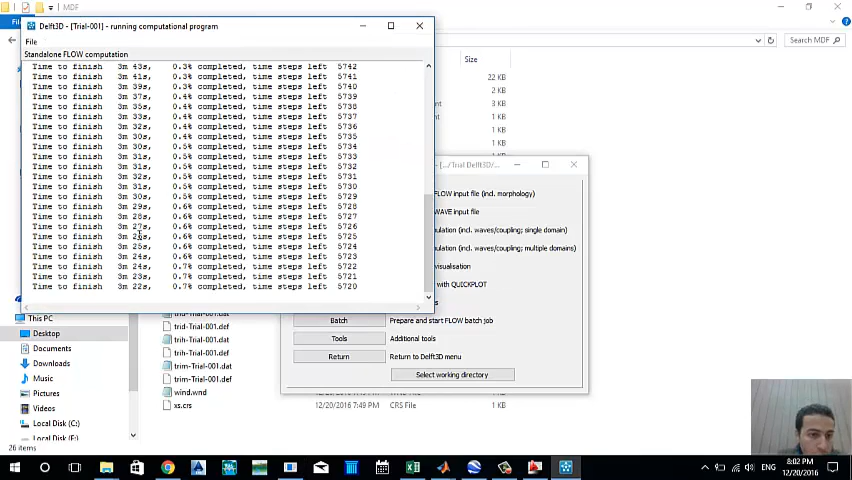 MDF
Delft3D - [Trial-001] - running computational program
File
Standalone FLOW computation
Time to finish 3m 43s, 0.3% completed, time steps left 5742
Time to finish 3m 41s, 0.3% completed, time steps left 5741
Time to finish 3m 39s, 0.3% completed, time steps left 5740
Time to finish 3m 37s, 0.4% completed, time steps left 5739
Time to finish 3m 35s, 0.4% completed, time steps left 5738
Time to finish 3m 33s, 0.4% completed, time steps left 5737
Time to finish 3m 32s, 0.4% completed, time steps left 5736
Time to finish 3m 30s, 0.4% completed, time steps left 5735
Time to finish 3m 30s, 0.5% completed, time steps left 5734
Time to finish 3m 31s, 0.5% completed, time steps left 5733
Time to finish 3m 31s, 0.5% completed, time steps left 5732
Time to finish 3m 32s, 0.5% completed, time steps left 5731
Time to finish 3m 31s, 0.5% completed, time steps left 5730
Time to finish 3m 30s, 0.5% completed, time steps left 5729
Time to finish 3m 29s, 0.6% completed, time steps left 5728
Time to finish 3m 28s, 0.6% completed, time steps left 5727
Time to finish 3m 27s, 0.6% completed, time steps left 5726
Time to finish 3m 0.6% completed, time steps left 5725
Time to finish 3m 25s, 0.6% completed, time steps left 5724
Time to finish 3m 24s, 0.6% completed, time steps left 5723
Time to finish 3m 24s, 0.7% completed, time steps left 5722
Time to finish 3m 23s, 0.7% completed, time steps left 5721
Time to finish 3m 22s, 0.7% completed, time steps left 5720
Search MDF
Size
22 KB
2 KB
3 KB
33 KB
2 KB
1 KB
1 KB
/Trial Delft3D/...
FLOW input file (incl. morphology)
WAVE input file
(incl. waves/coupling; single domain)
(incl. waves/coupling; multiple domains)
visualisation
with QUICKPLOT
Batch Prepare and start FLOW batch job
Tools Additional tools
Return Return to Delft3D menu
Select working directory
This PC
Desktop
Documents
Downloads
Music
Pictures
Videos
Local Disk (C:)
Local Disk (D:)
trid-Trial-001.dat
trid-Trial-001.def
trih-Trial-001.dat
trih-Trial-001.def
trim-Trial-001.dat
trim-Trial-001.def
wind.wnd
xs.crs
12/20/2016 7:49 PM CRS File 1 KB
26 items
ENG
8:02 PM
12/20/2016